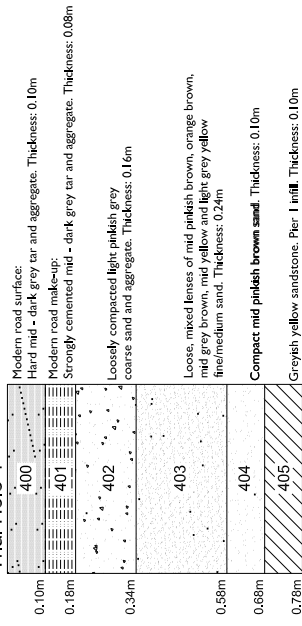 Modern road surface:
Hard mid - dark grey tar and aggregate. Thickness: 0.10m
400
0.10m
Modern road make-up:
Strongly cemented mid - dark grey tar and aggregate. Thickness: 0.08m
401
0.18m
Loosely compacted light pinkish grey
coarse sand and aggregate. Thickness: 0.16m
402
0.34m
Loose, mixed lenses of mid pinkish brown, orange brown,
mid grey brown, mid yellow and light grey yellow
fine/medium sand. Thickness: 0.24m
403
0.58m
Compact mid pinkish brown sand. Thickness: 0.10m
404
0.68m
Greyish yellow sandstone. Pier 1 infill. Thickness: 0.10m
405
0.78m